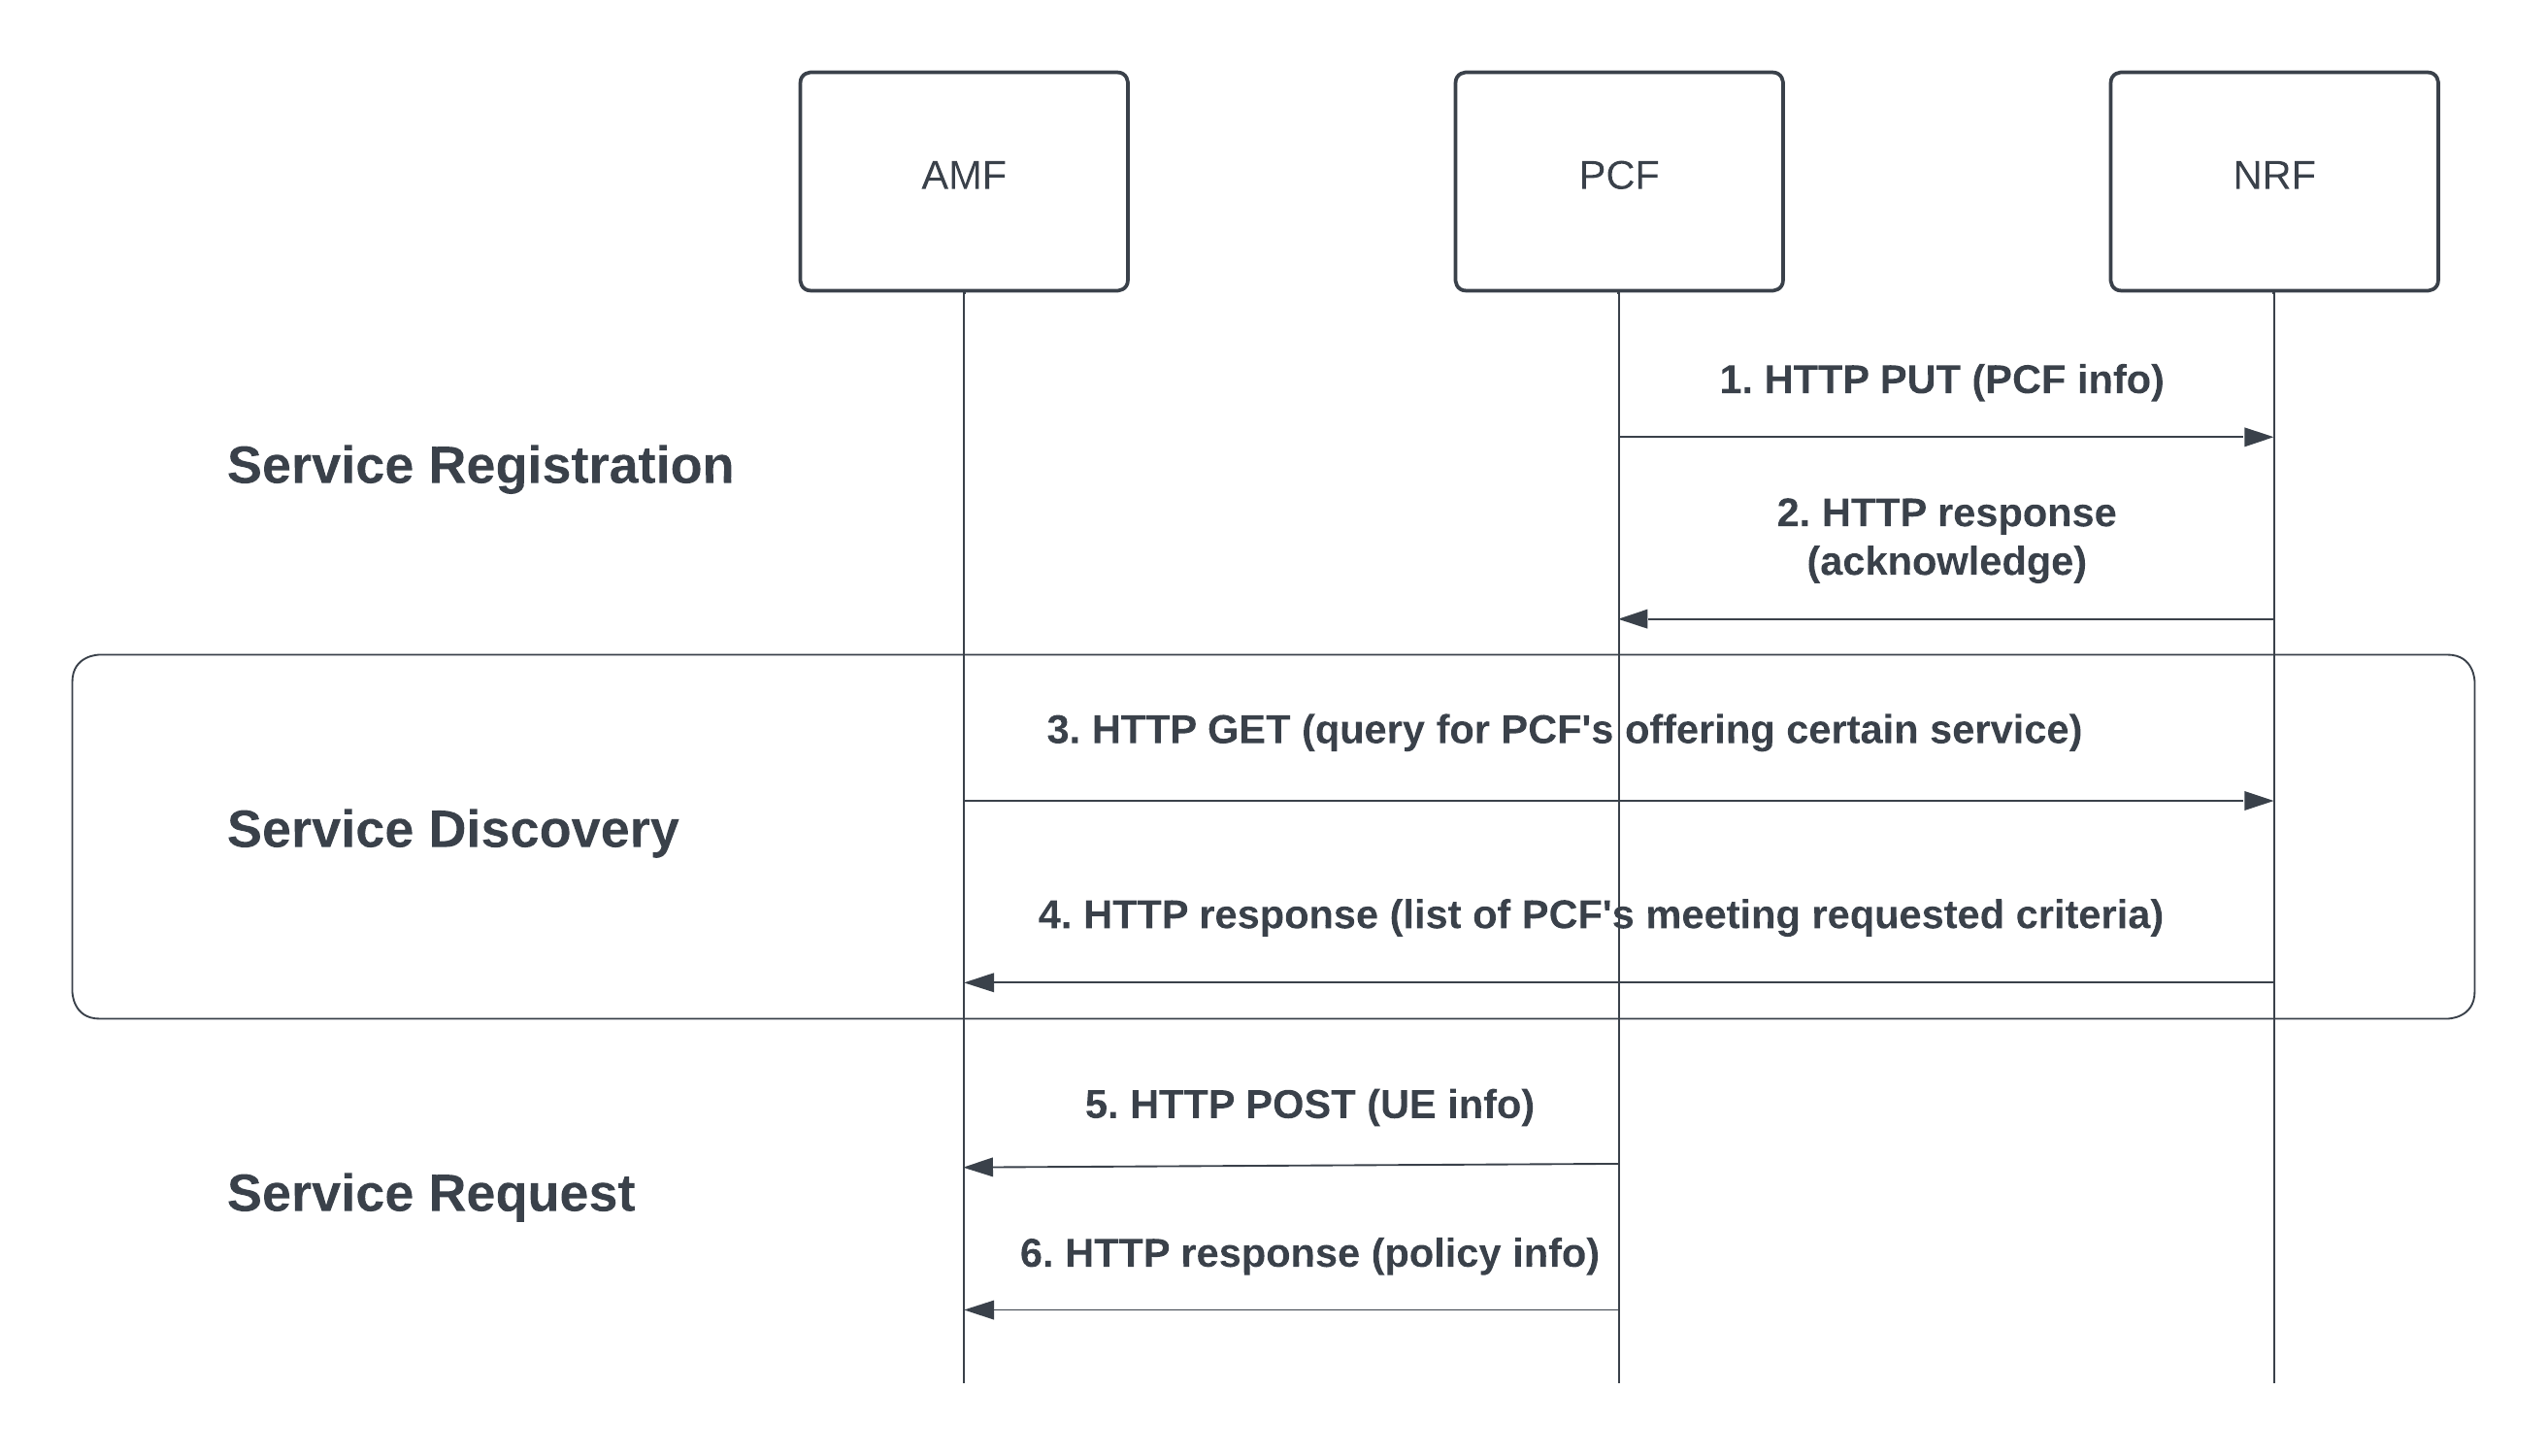 AMF
PCF
NRF
1. HTTP PUT (PCF info)
Service Registration
2. HTTP response
(acknowledge)
3. HTTP GET (query for PCF's offering certain service)
Service Discovery
4. HTTP response (list of PCF's meeting requested criteria)
5. HTTP POST (UE info)
Service Request
6. HTTP response (policy info)